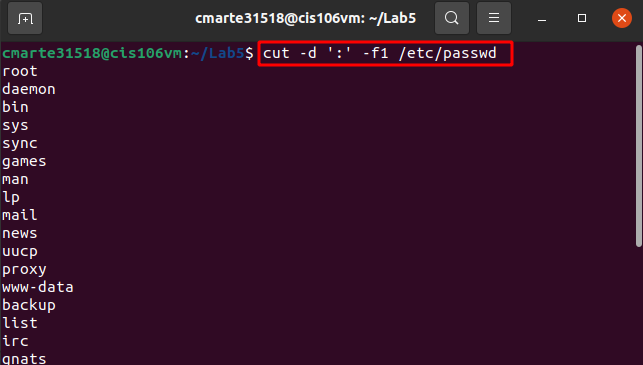 cmarte31518@cis106vm: ~/Lab5
cmarte31518@cis106vm:~/Lab5$ cut -d ':' -f1 /etc/passwd
root
daemon
bin
sys
sync
games
man
lp
mail
news
uucp
proxy
www-data
backup
list
irc
gnats